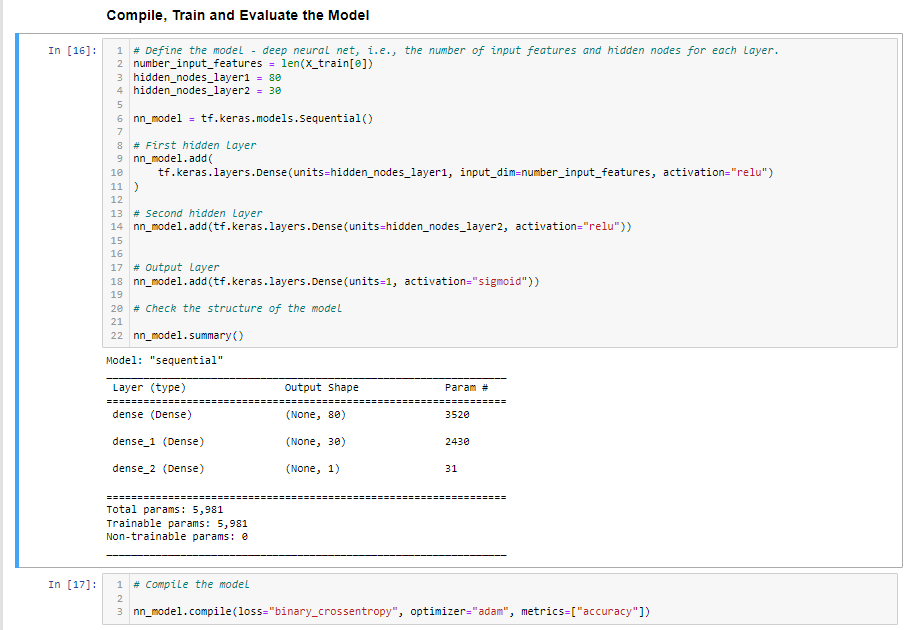 Compile, Train and Evaluate the Model
In [16]:
1 # Define the model - deep neural net, i.e., the number of input features and hidden nodes for each layer.
2 number_input_features = len(X_train[0])
3 hidden_nodes_layer1 = 80
4 hidden_nodes_layer2 = 30
5
6 nn_model = tf.keras.models.Sequential()
7
8 # First hidden layer
9 nn_model.add(
10     tf.keras.layers.Dense(units=hidden_nodes_layer1, input_dim=number_input_features, activation="relu")
11 )
12
13 # Second hidden layer
14 nn_model.add(tf.keras.layers.Dense(units=hidden_nodes_layer2, activation="relu"))
15
16
17 # Output layer
18 nn_model.add(tf.keras.layers.Dense(units=1, activation="sigmoid"))
19
20 # Check the structure of the model
21
22 nn_model.summary()
Model: "sequential"
_________________________________________________________________
Layer (type) Output Shape Param #
=================================================================
dense (Dense) (None, 80) 3520
dense_1 (Dense) (None, 30) 2430
dense_2 (Dense) (None, 1) 31
=================================================================
Total params: 5,981
Trainable params: 5,981
Non-trainable params: 0
_________________________________________________________________
In [17]:
1 # Compile the model
2
3 nn_model.compile(loss="binary_crossentropy", optimizer="adam", metrics=["accuracy"])